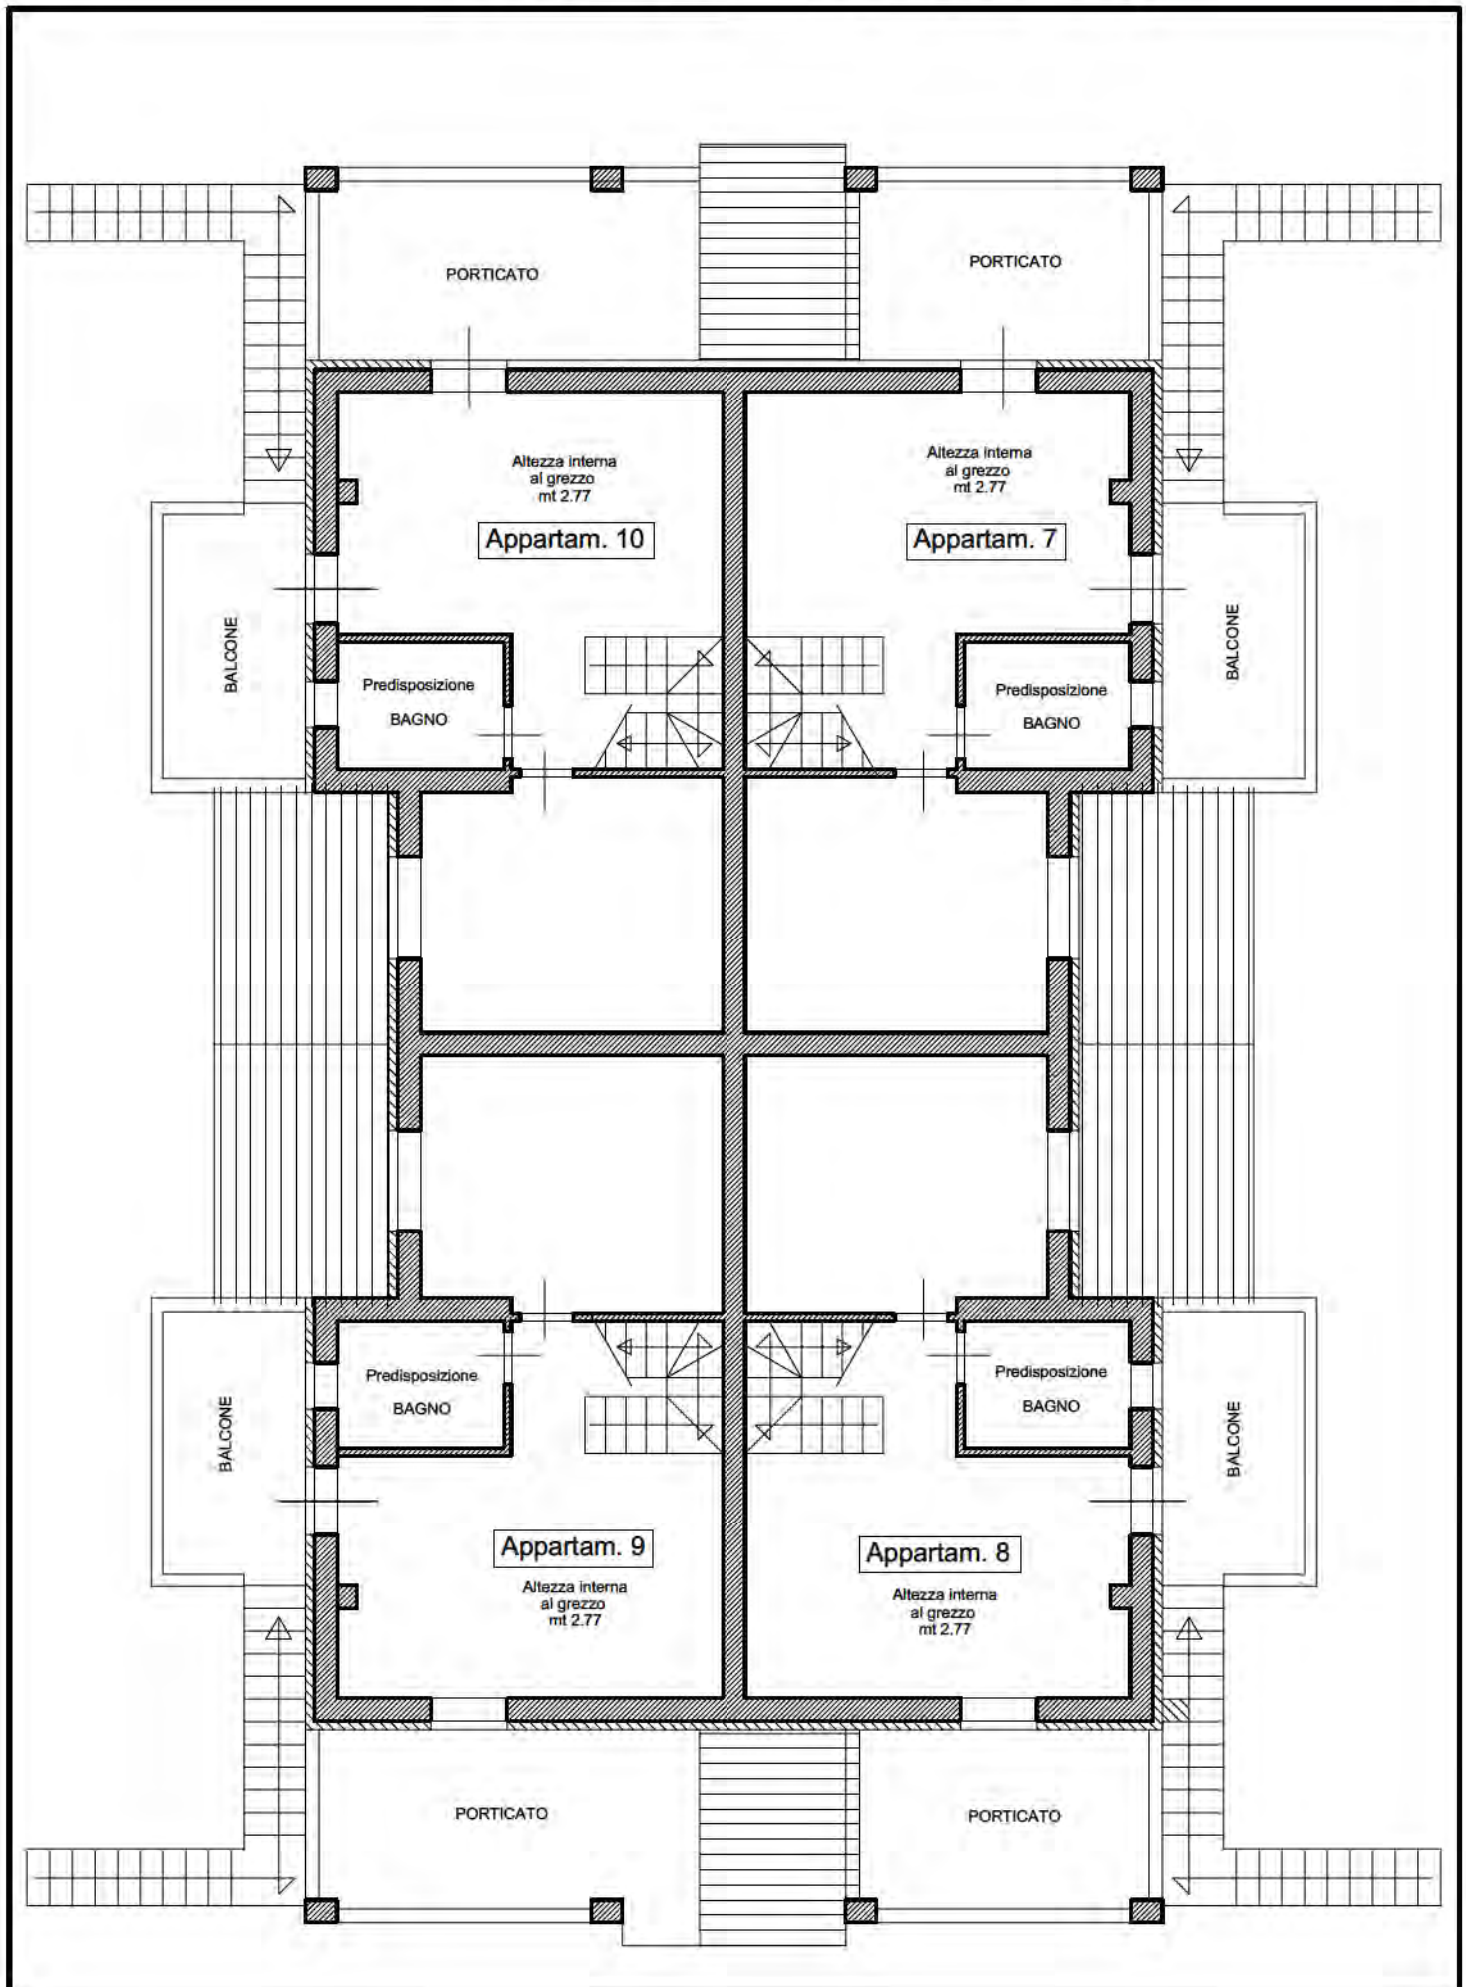 PORTICATO
PORTICATO
Altezza interna
al grezzo
mt 2.77
Appartam. 10
Altezza interna
al grezzo
mt 2.77
Appartam. 7
BALCONE
Predisposizione
BAGNO
Predisposizione
BAGNO
BALCONE
BALCONE
Predisposizione
BAGNO
Predisposizione
BAGNO
BALCONE
Appartam. 9
Altezza interna
al grezzo
mt 2.77
Appartam. 8
Altezza interna
al grezzo
mt 2.77
PORTICATO
PORTICATO